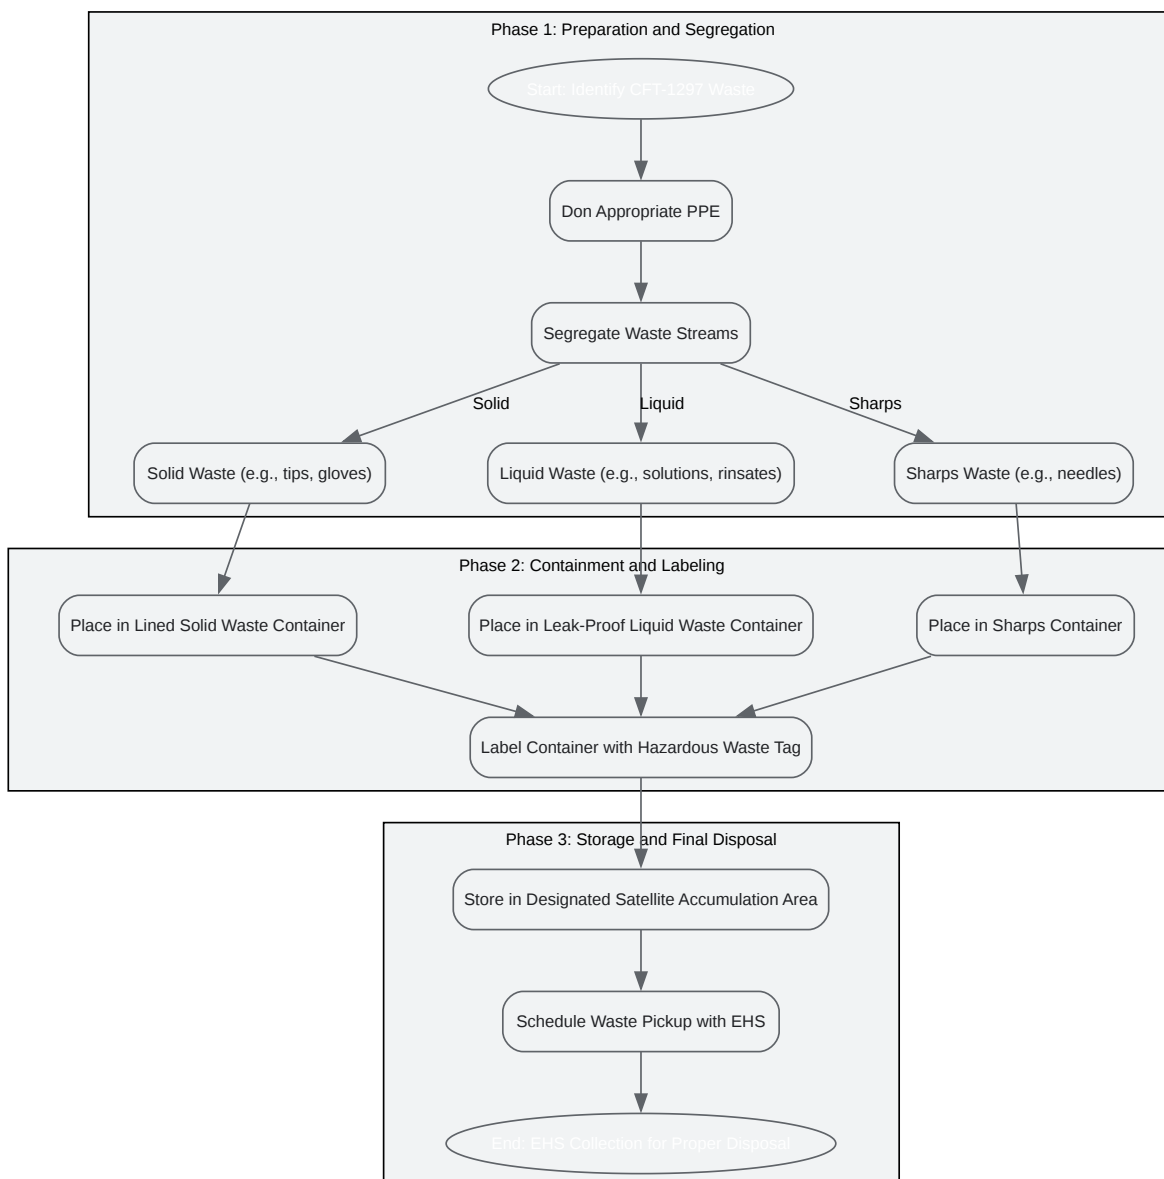 Phase 1: Preparation and Segregation
Start: Identify CFT-1297 Waste
Don Appropriate PPE
Segregate Waste Streams
Solid
Liquid
Sharps
Solid Waste (e.g., tips, gloves)
Liquid Waste (e.g., solutions, rinsates)
Sharps Waste (e.g., needles)
Phase 2: Containment and Labeling
Place in Lined Solid Waste Container
Place in Leak-Proof Liquid Waste Container
Place in Sharps Container
Label Container with Hazardous Waste Tag
Phase 3: Storage and Final Disposal
Store in Designated Satellite Accumulation Area
Schedule Waste Pickup with EHS
End: EHS Collection for Proper Disposal